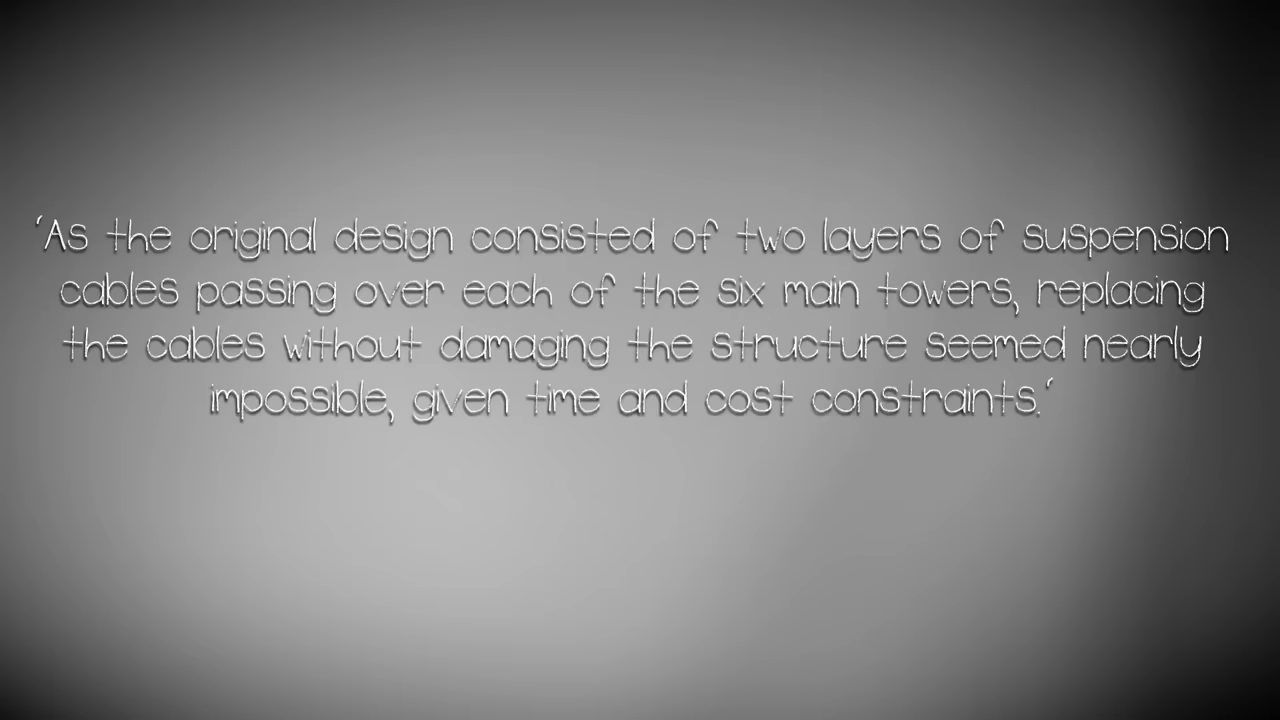 ‘As the original design consisted of two layers of suspension
cables passing over each of the six main towers, replacing
the cables without damaging the structure seemed nearly
impossible, given time and cost constraints.‘